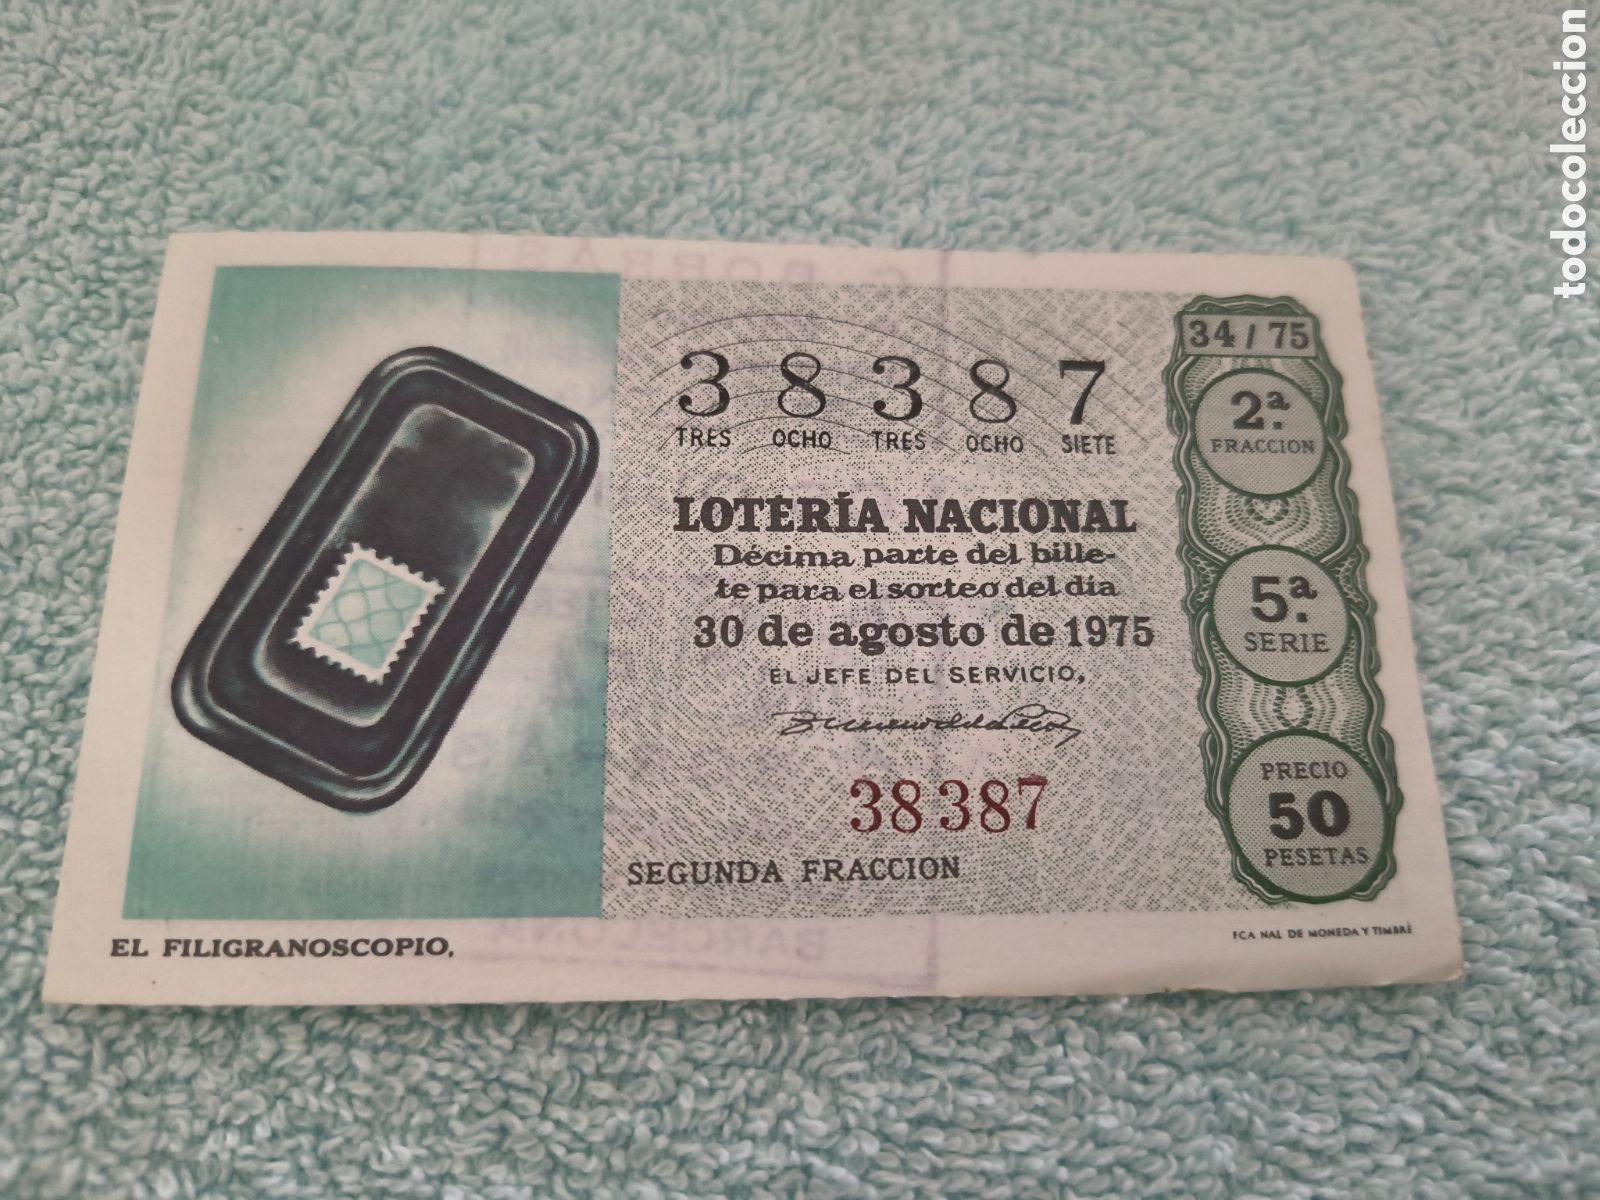 todocoleccion
38387
TRES OCHO TRES OCHO SIETE
LOTERÍA NACIONAL
Décima parte del bille-
te para el sorteo del día
30 de agosto de 1975
EL JEFE DEL SERVICIO,
38387
SEGUNDA FRACCION
34 / 75
2ª.
FRACCION
5ª.
SERIE
PRECIO
50
PESETAS
EL FILIGRANOSCOPIO.
FCA NAL DE MONEDA Y TIMBRE